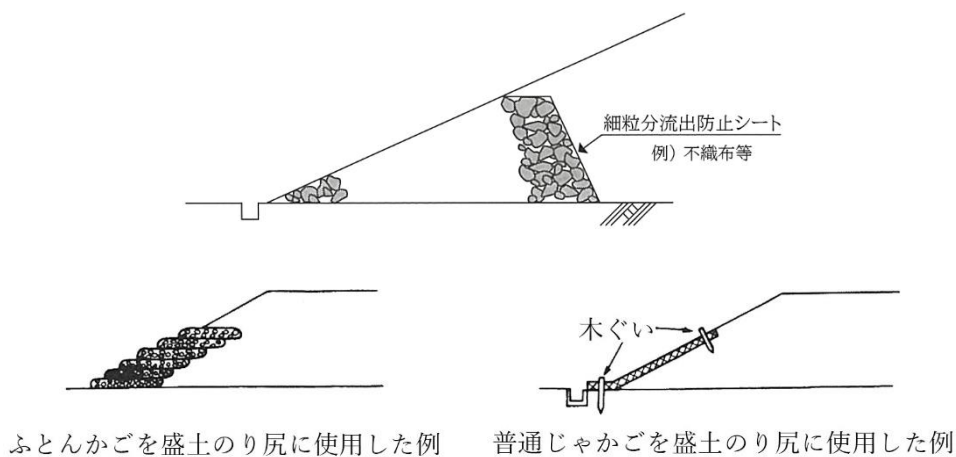 細粒分流出防止シート
例）不織布等
木ぐい
ふとんかごを盛土のり尻に使用した例
普通じゃかごを盛土のり尻に使用した例